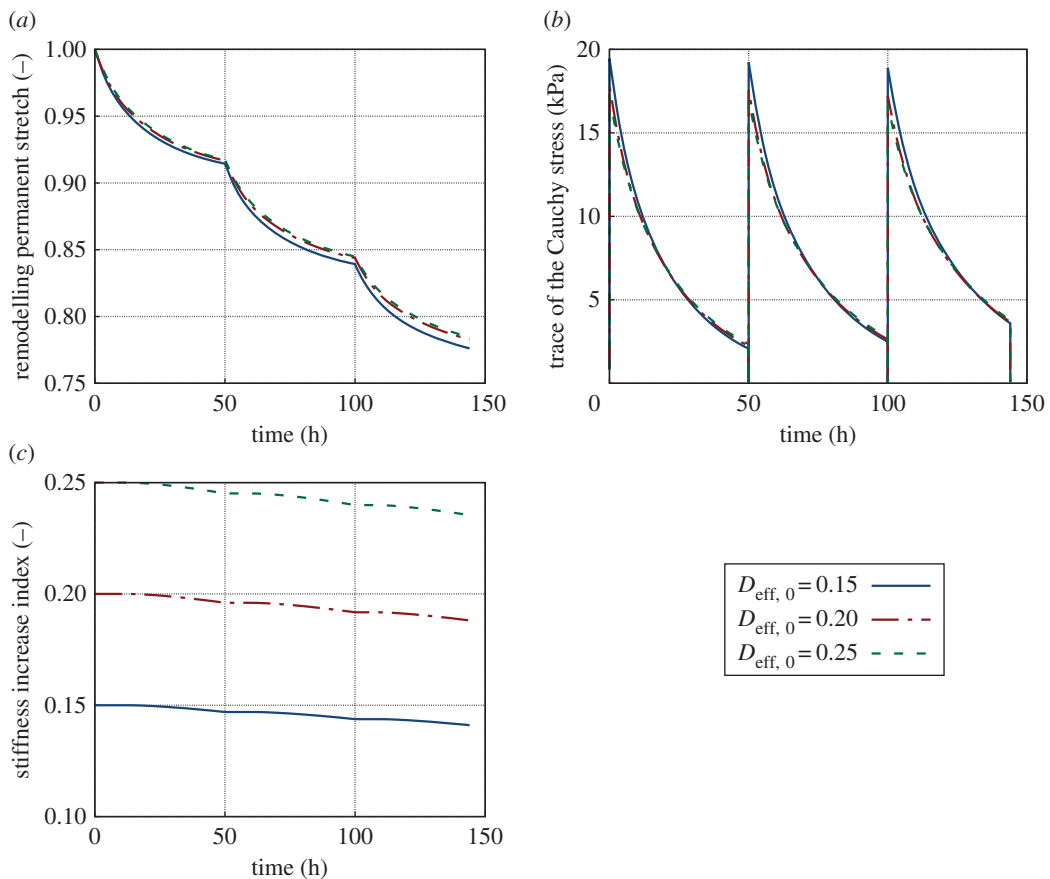 (a)
remodelling permanent stretch (–)
1.00
0.95
0.90
0.85
0.80
0.75
0
50
100
150
time (h)
(b)
trace of the Cauchy stress (kPa)
20
15
10
5
0
50
100
150
time (h)
(c)
stiffness increase index (–)
0.25
0.20
0.15
0.10
0
50
100
150
time (h)
D_eff, 0 = 0.15
D_eff, 0 = 0.20
D_eff, 0 = 0.25